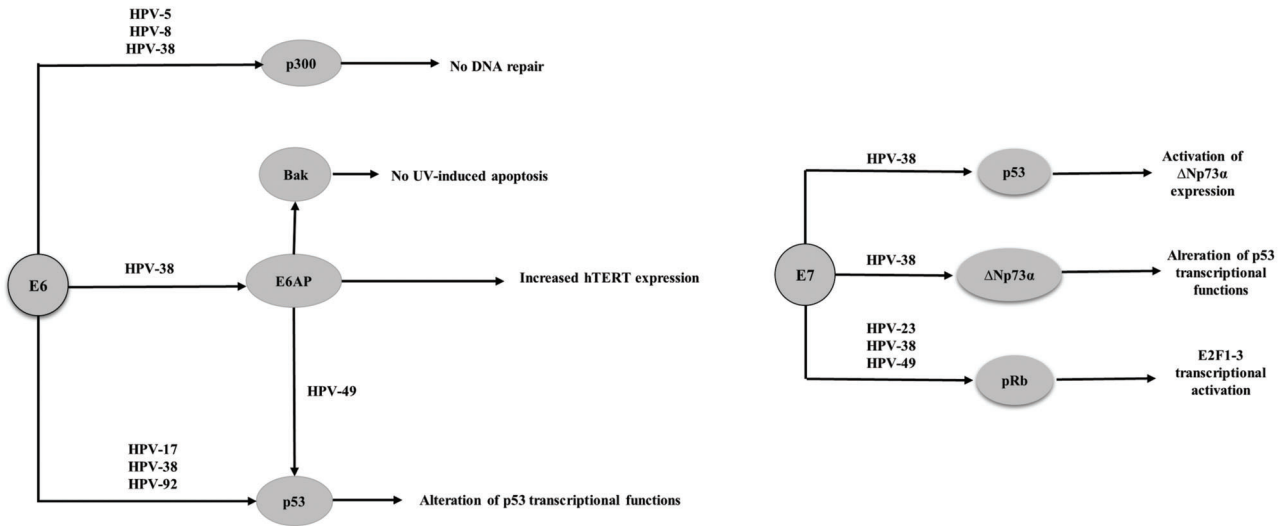 HPV-5
HPV-8
HPV-38
p300
No DNA repair
Bak
No UV-induced apoptosis
E6
HPV-38
E6AP
Increased hTERT expression
HPV-49
HPV-17
HPV-38
HPV-92
p53
Alteration of p53 transcriptional functions
HPV-38
p53
Activation of
ΔNp73α
expression
E7
HPV-38
ΔNp73α
Alreration of p53
transcriptional
functions
HPV-23
HPV-38
HPV-49
pRb
E2F1-3
transcriptional
activation